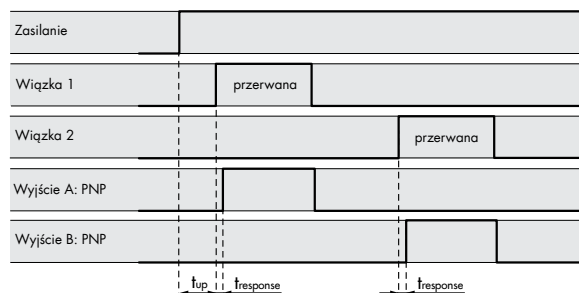 Zasilanie
Wiązka 1
przerwana
Wiązka 2
przerwana
Wyjście A: PNP
Wyjście B: PNP
tup
tresponse
tresponse